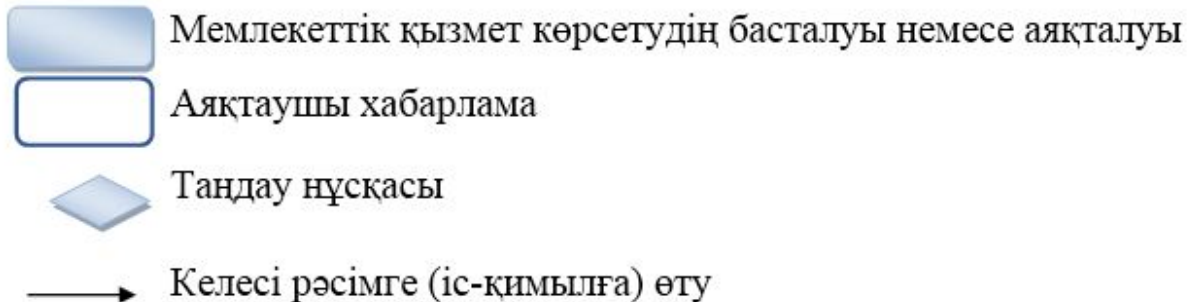 Мемлекеттік қызмет көрсетудің басталуы немесе аяқталуы
Аяқтаушы хабарлама
Таңдау нұсқасы
Келесі рәсімге (іс-қимылға) өту